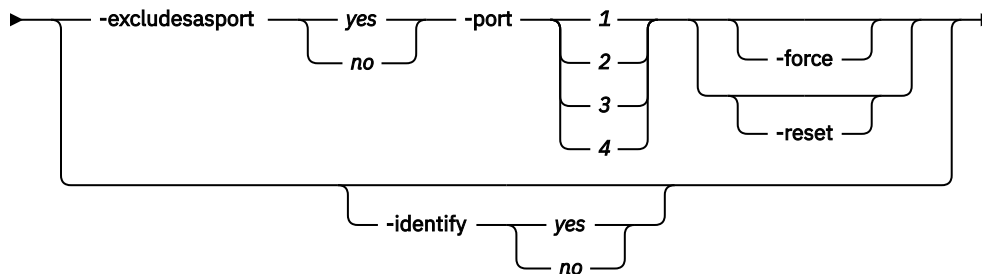 -excludesasport yes -port 1
no 2
-force
3
-reset
4
-identify yes
no